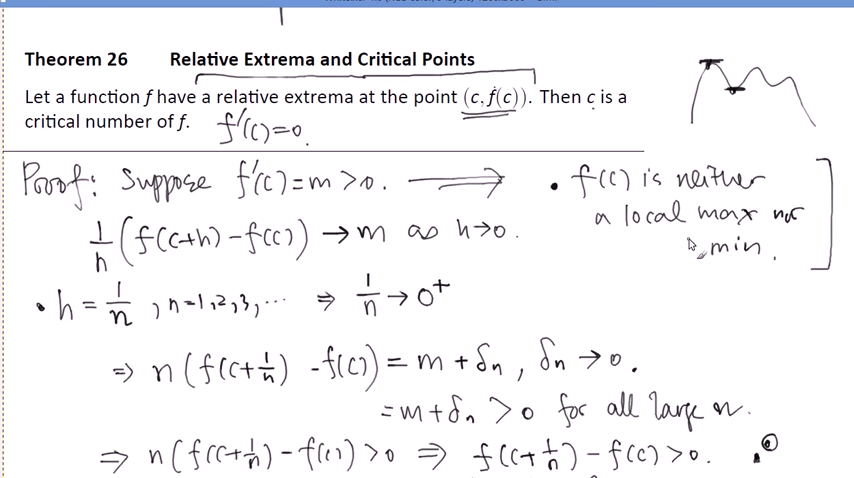 Theorem 26 Relative Extrema and Critical Points
Let a function f have a relative extrema at the point (c, f(c)). Then c is a
critical number of f. f'(c)=0.
Proof: Suppose f'(c)=m>0. ⟹ • f(c) is neither
a local max nor
min.
1/h (f(c+h)-f(c)) → m as h→0.
• h = 1/n, n=1,2,3,... ⇒ 1/n → 0⁺
⇒ n(f(c+1/n) - f(c)) = m + δn, δn → 0.
= m+δn > 0 for all large n.
⇒ n(f(c+1/n) - f(c) > 0 ⇒ f(c+1/n) - f(c) > 0.